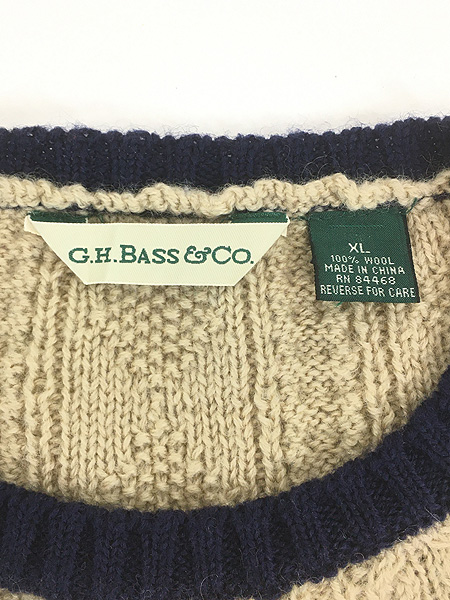 G.H. BASS & CO.
XL
100% WOOL
MADE IN CHINA
RN 84468
REVERSE FOR CARE